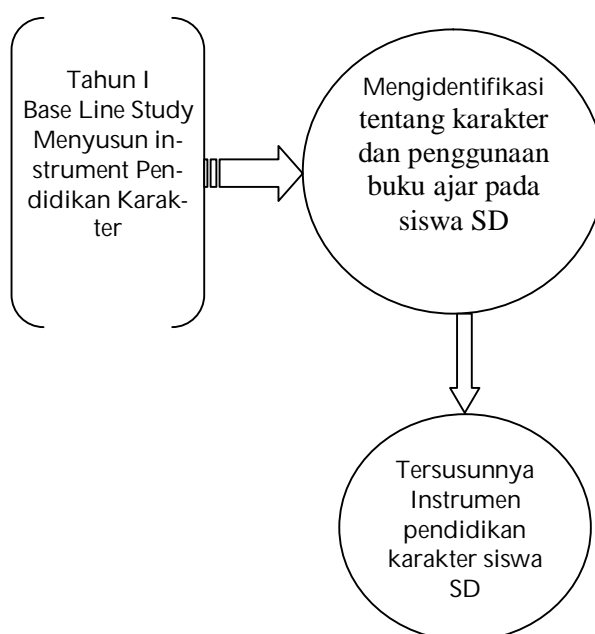 Tahun I
Base Line Study
Menyusun in-
strument Pen-
didikan Karak-
ter
Mengidentifikasi
tentang karakter
dan penggunaan
buku ajar pada
siswa SD
Tersusunnya
Instrumen
pendidikan
karakter siswa
SD